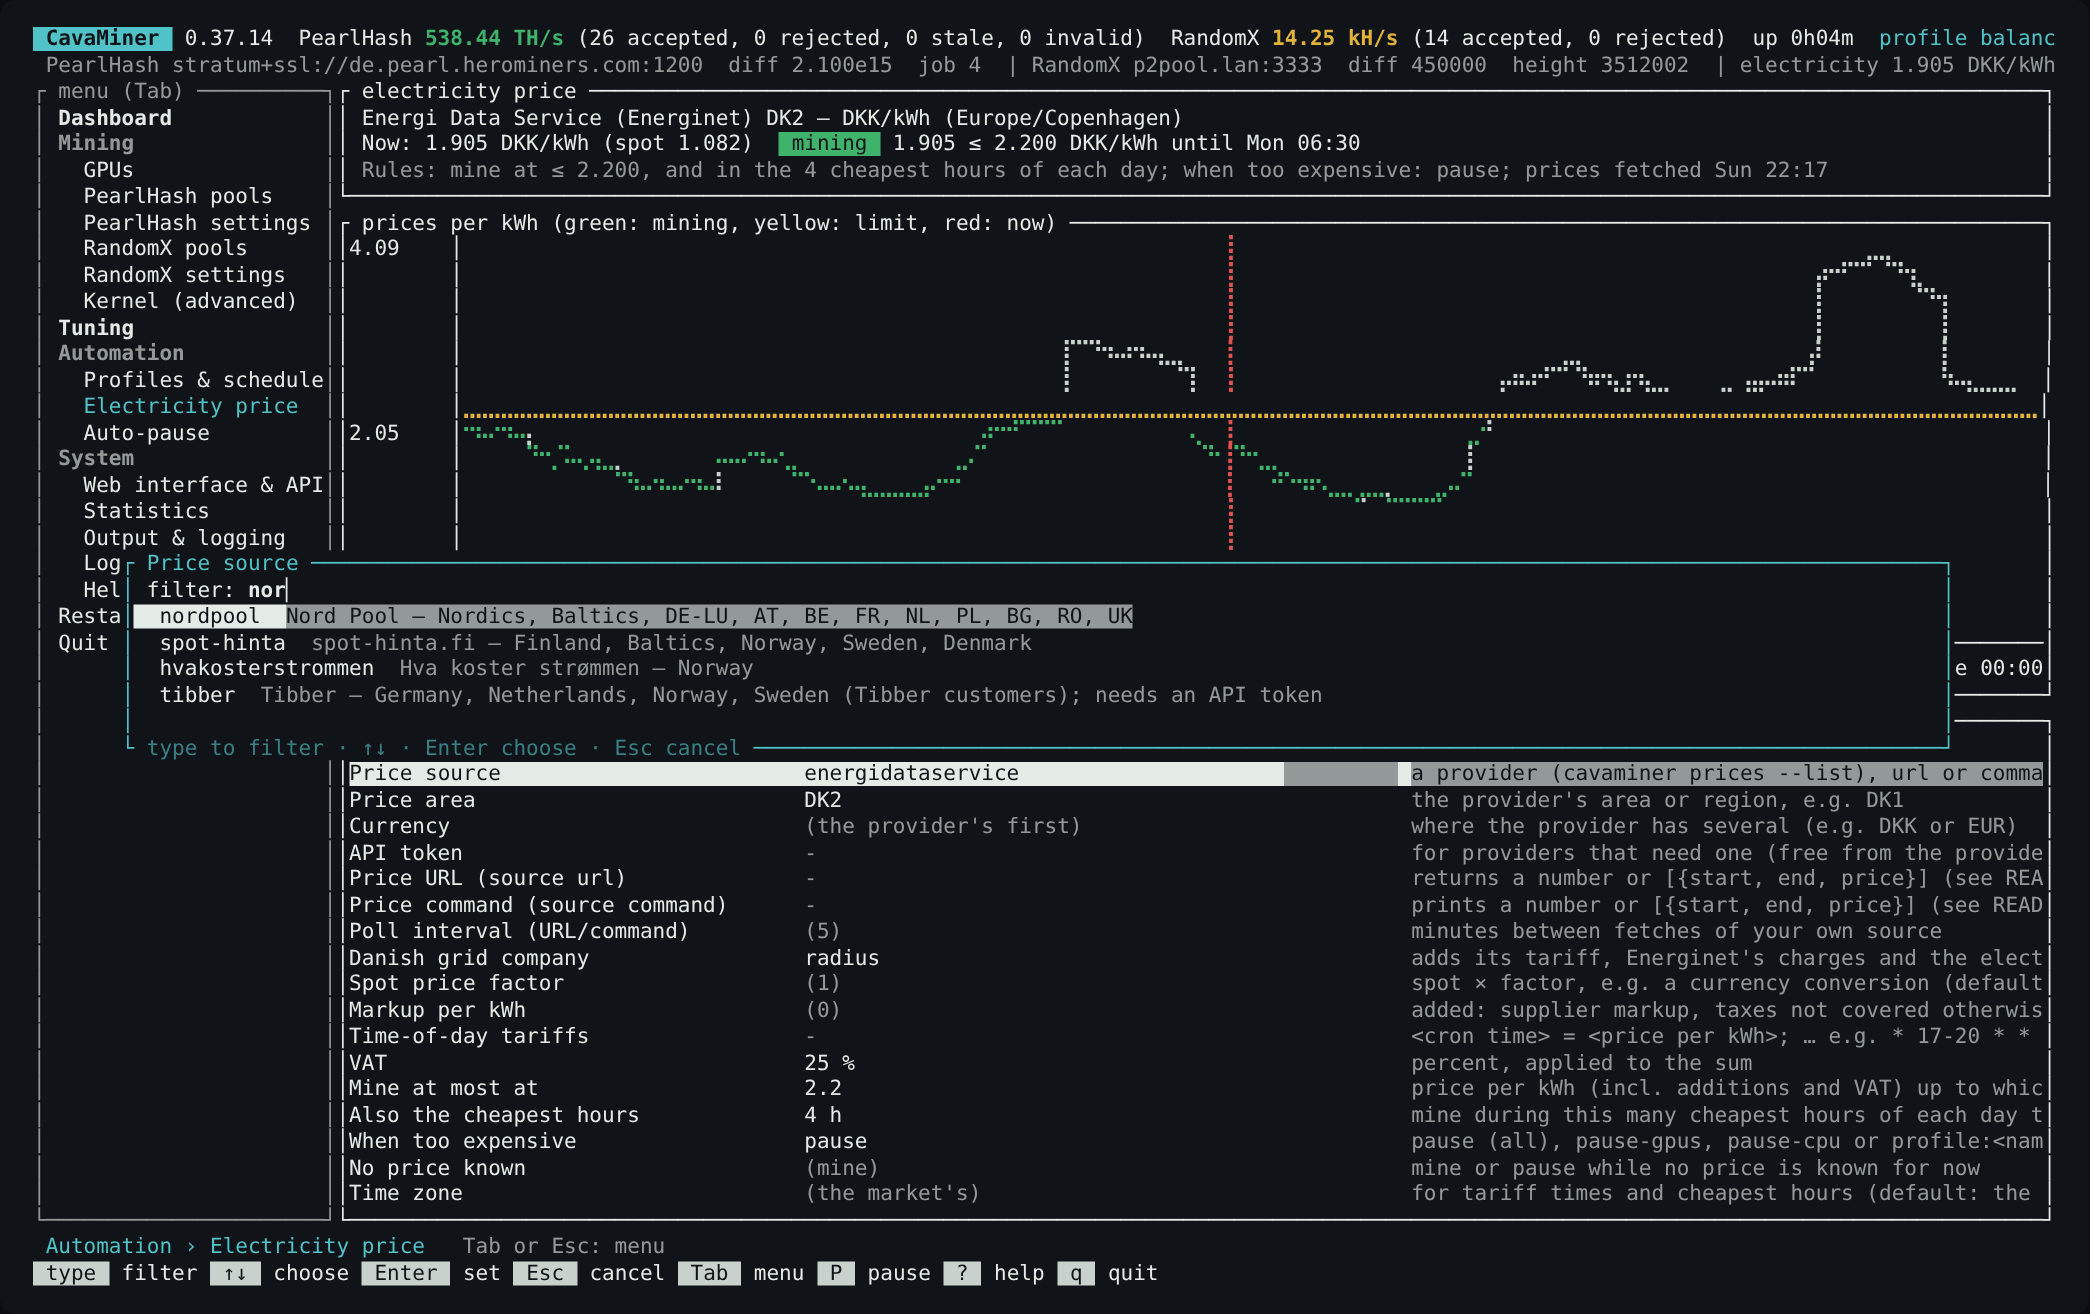 CavaMiner 0.37.14 PearlHash 538.44 TH/s (26 accepted, 0 rejected, 0 stale, 0 invalid) RandomX 14.25 kH/s (14 accepted, 0 rejected) up 0h04m profile balanc
PearlHash stratum+ssl://de.pearl.herominers.com:1200 diff 2.100e15 job 4 | RandomX p2pool.lan:3333 diff 450000 height 3512002 | electricity 1.905 DKK/kWh
menu (Tab)
Dashboard
Mining
GPUs
PearlHash pools
PearlHash settings
RandomX pools
RandomX settings
Kernel (advanced)
Tuning
Automation
Profiles & schedule
Electricity price
Auto-pause
System
Web interface & API
Statistics
Output & logging
Log
Hel
Resta
Quit
electricity price
Energi Data Service (Energinet) DK2 — DKK/kWh (Europe/Copenhagen)
Now: 1.905 DKK/kWh (spot 1.082) mining 1.905 ≤ 2.200 DKK/kWh until Mon 06:30
Rules: mine at ≤ 2.200, and in the 4 cheapest hours of each day; when too expensive: pause; prices fetched Sun 22:17
prices per kWh (green: mining, yellow: limit, red: now)
4.09
2.05
Price source
filter: nor
nordpool Nord Pool — Nordics, Baltics, DE-LU, AT, BE, FR, NL, PL, BG, RO, UK
spot-hinta spot-hinta.fi — Finland, Baltics, Norway, Sweden, Denmark
hvakosterstrommen Hva koster strømmen — Norway
e 00:00
tibber Tibber — Germany, Netherlands, Norway, Sweden (Tibber customers); needs an API token
type to filter · ↑↓ · Enter choose · Esc cancel
Price source energidataservice a provider (cavaminer prices --list), url or comma
Price area DK2 the provider's area or region, e.g. DK1
Currency (the provider's first) where the provider has several (e.g. DKK or EUR)
API token - for providers that need one (free from the provide
Price URL (source url) - returns a number or [{start, end, price}] (see REA
Price command (source command) - prints a number or [{start, end, price}] (see READ
Poll interval (URL/command) (5) minutes between fetches of your own source
Danish grid company radius adds its tariff, Energinet's charges and the elect
Spot price factor (1) spot × factor, e.g. a currency conversion (default
Markup per kWh (0) added: supplier markup, taxes not covered otherwis
Time-of-day tariffs - <cron time> = <price per kWh>; … e.g. * 17-20 * *
VAT 25 % percent, applied to the sum
Mine at most at 2.2 price per kWh (incl. additions and VAT) up to whic
Also the cheapest hours 4 h mine during this many cheapest hours of each day t
When too expensive pause pause (all), pause-gpus, pause-cpu or profile:<nam
No price known (mine) mine or pause while no price is known for now
Time zone (the market's) for tariff times and cheapest hours (default: the
Automation › Electricity price Tab or Esc: menu
type filter ↑↓ choose Enter set Esc cancel Tab menu P pause ? help q quit